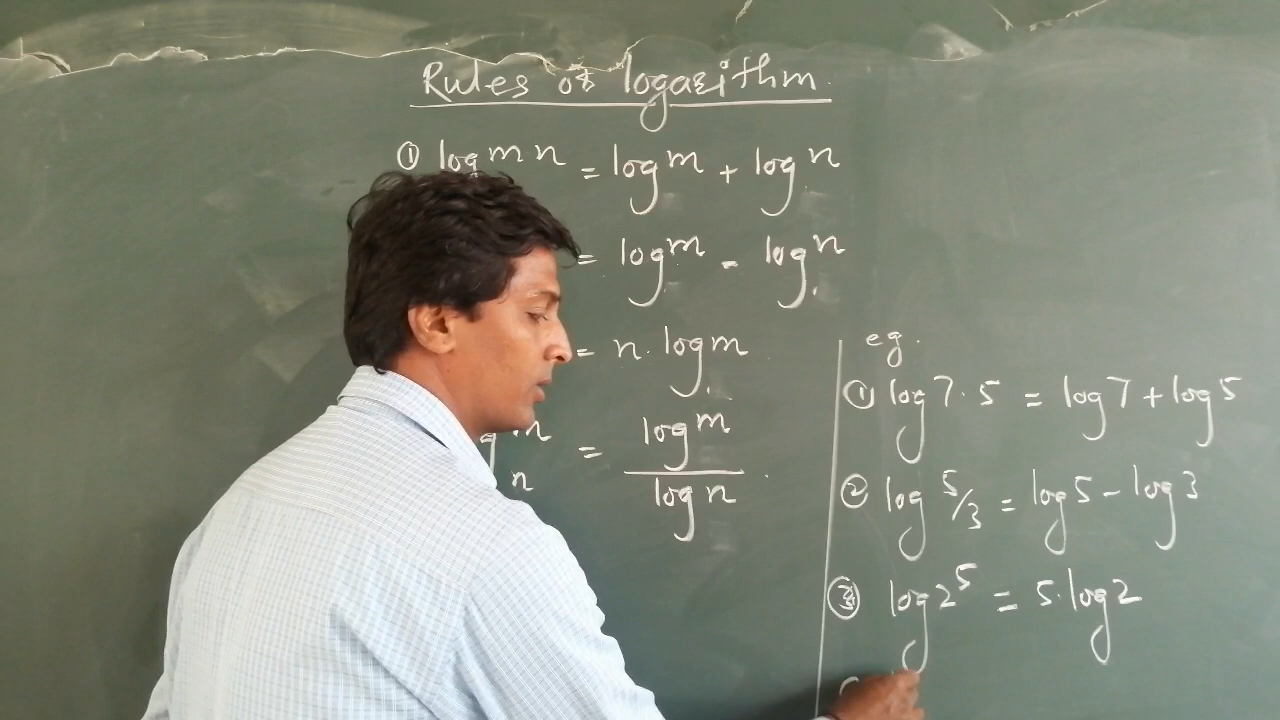 Rules of logarithm.
① log m n = log m + log n
= log m - log n
= n. log m
n = log m / log n
eg.
① log 7.5 = log 7 + log 5
② log 5/3 = log 5 - log 3
③ log 2⁵ = 5.log 2